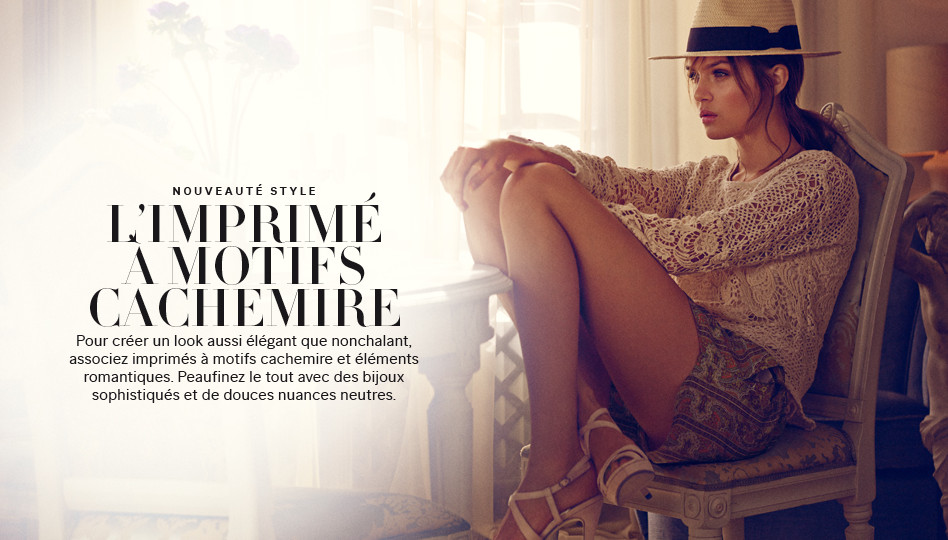 NOUVEAUTÉ STYLE
L'IMPRIMÉ
À MOTIFS
CACHEMIRE
Pour créer un look aussi élégant que nonchalant,
associez imprimés à motifs cachemire et éléments
romantiques. Peaufinez le tout avec des bijoux
sophistiqués et de douces nuances neutres.